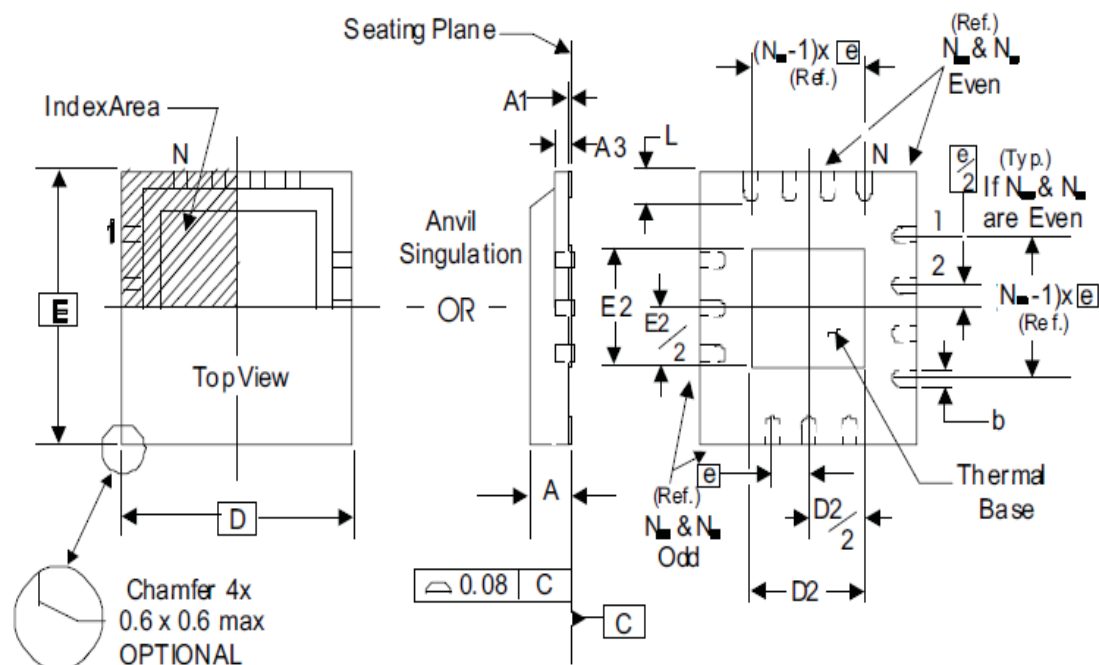 Seating Plane
IndexArea
N
1
E
TopView
D
Chamfer 4x
0.6 x 0.6 max
OPTIONAL
A1
A3
L
Anvil
Singulation
OR
A
0.08 C
C
(N -1)x e
(Ref.)
(Ref.)
N & N
Even
N
e/2
(Typ.)
If N & N
are Even
1
2
E2
E2/2
N -1)x e
(Ref.)
b
e
(Ref.)
N & N
Odd
D2/2
D2
Thermal
Base